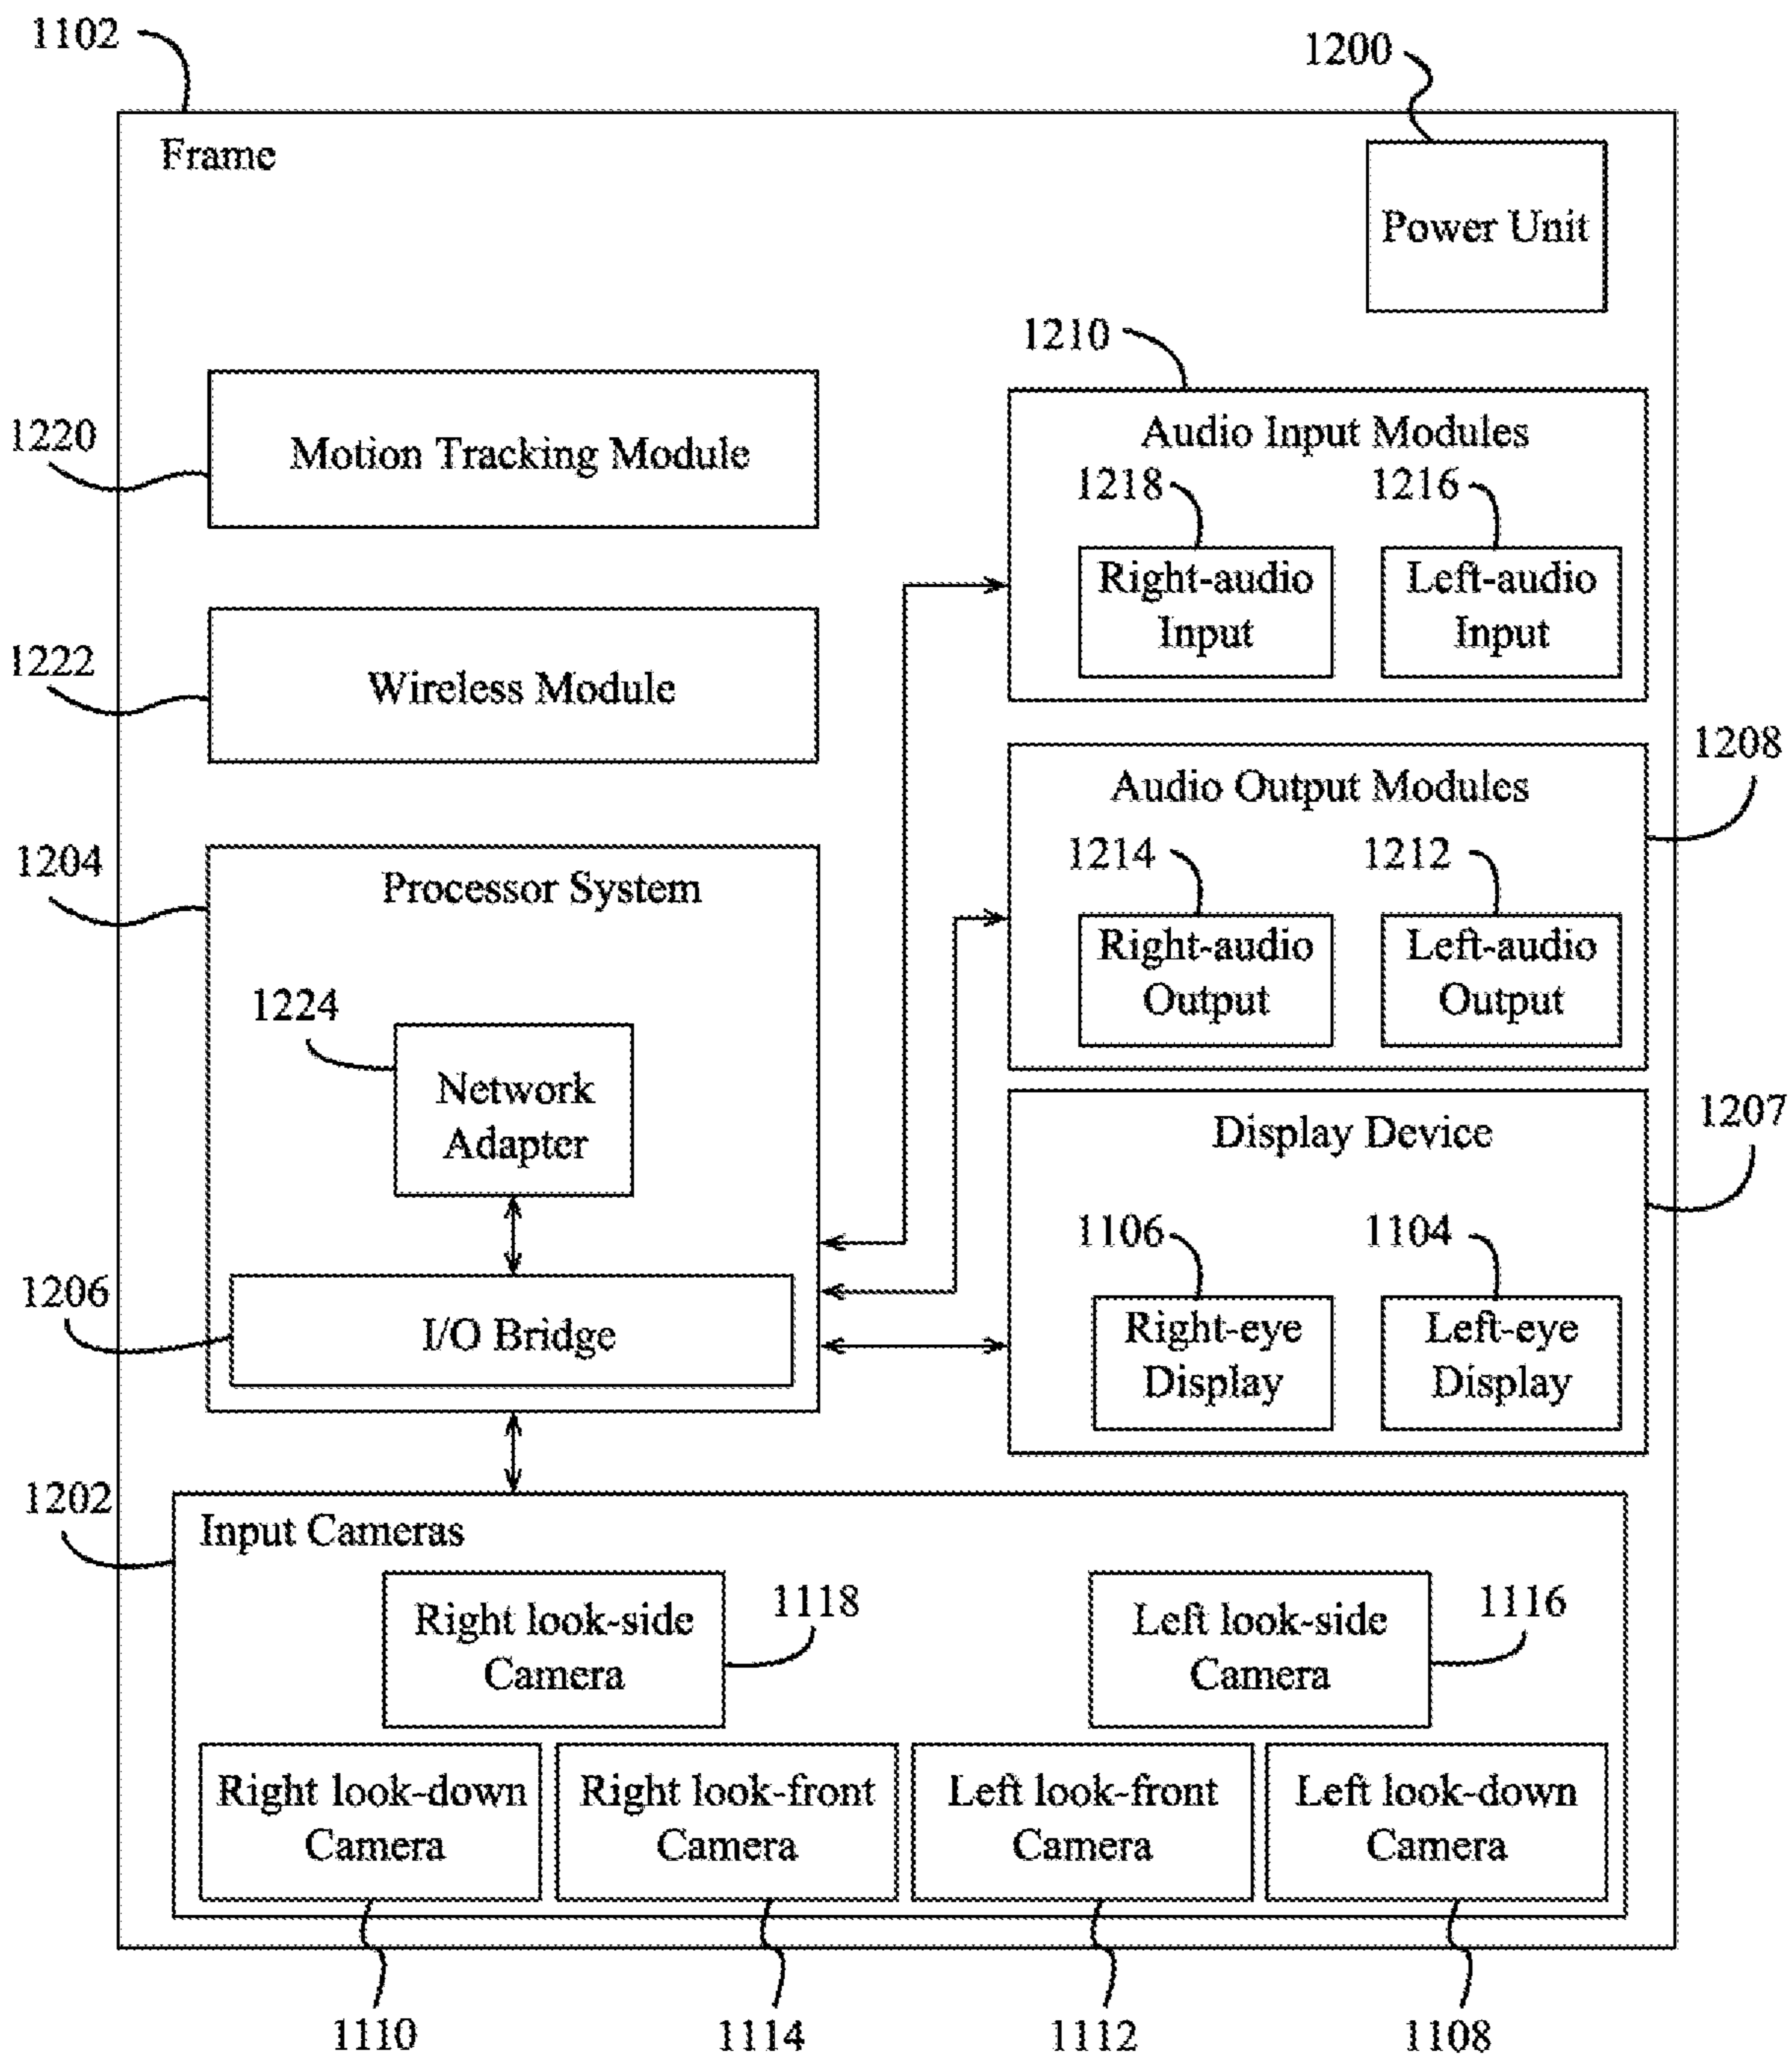 1102
1200
Frame
Power Unit
1210
1220
Motion Tracking Module
Audio Input Modules
1218
1216
Right-audio
Input
Left-audio
Input
1222
Wireless Module
1208
Audio Output Modules
1214
1212
Right-audio
Output
Left-audio
Output
1204
Processor System
1224
Network
Adapter
1207
Display Device
1106
1104
Right-eye
Display
Left-eye
Display
1206
I/O Bridge
1202
Input Cameras
Right look-side
Camera
1118
Left look-side
Camera
1116
Right look-down
Camera
Right look-front
Camera
Left look-front
Camera
Left look-down
Camera
1110
1114
1112
1108